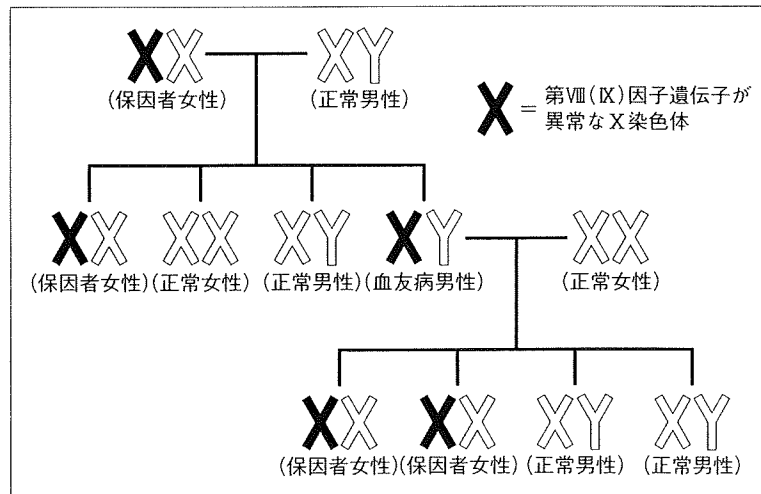 XX XY
(保因者女性) (正常男性)
X = 第Ⅷ(Ⅸ)因子遺伝子が
異常なX染色体
XX XX XY XY XX
(保因者女性)(正常女性)(正常男性)(血友病男性) (正常女性)
XX XX XY XY
(保因者女性)(保因者女性)(正常男性) (正常男性)